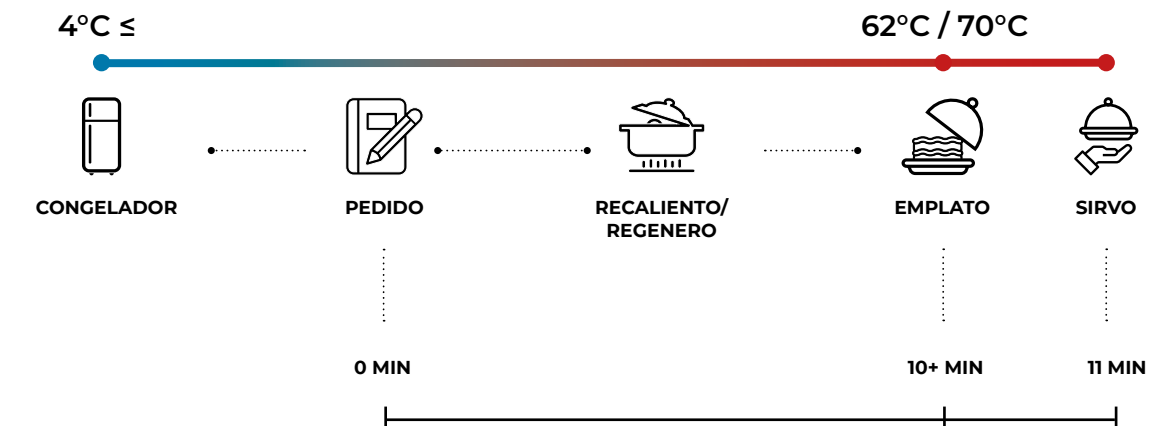 4°C ≤
62°C / 70°C
CONGELADOR
PEDIDO
RECALIENTO/
REGENERO
EMPLATO
SIRVO
0 MIN
10+ MIN
11 MIN